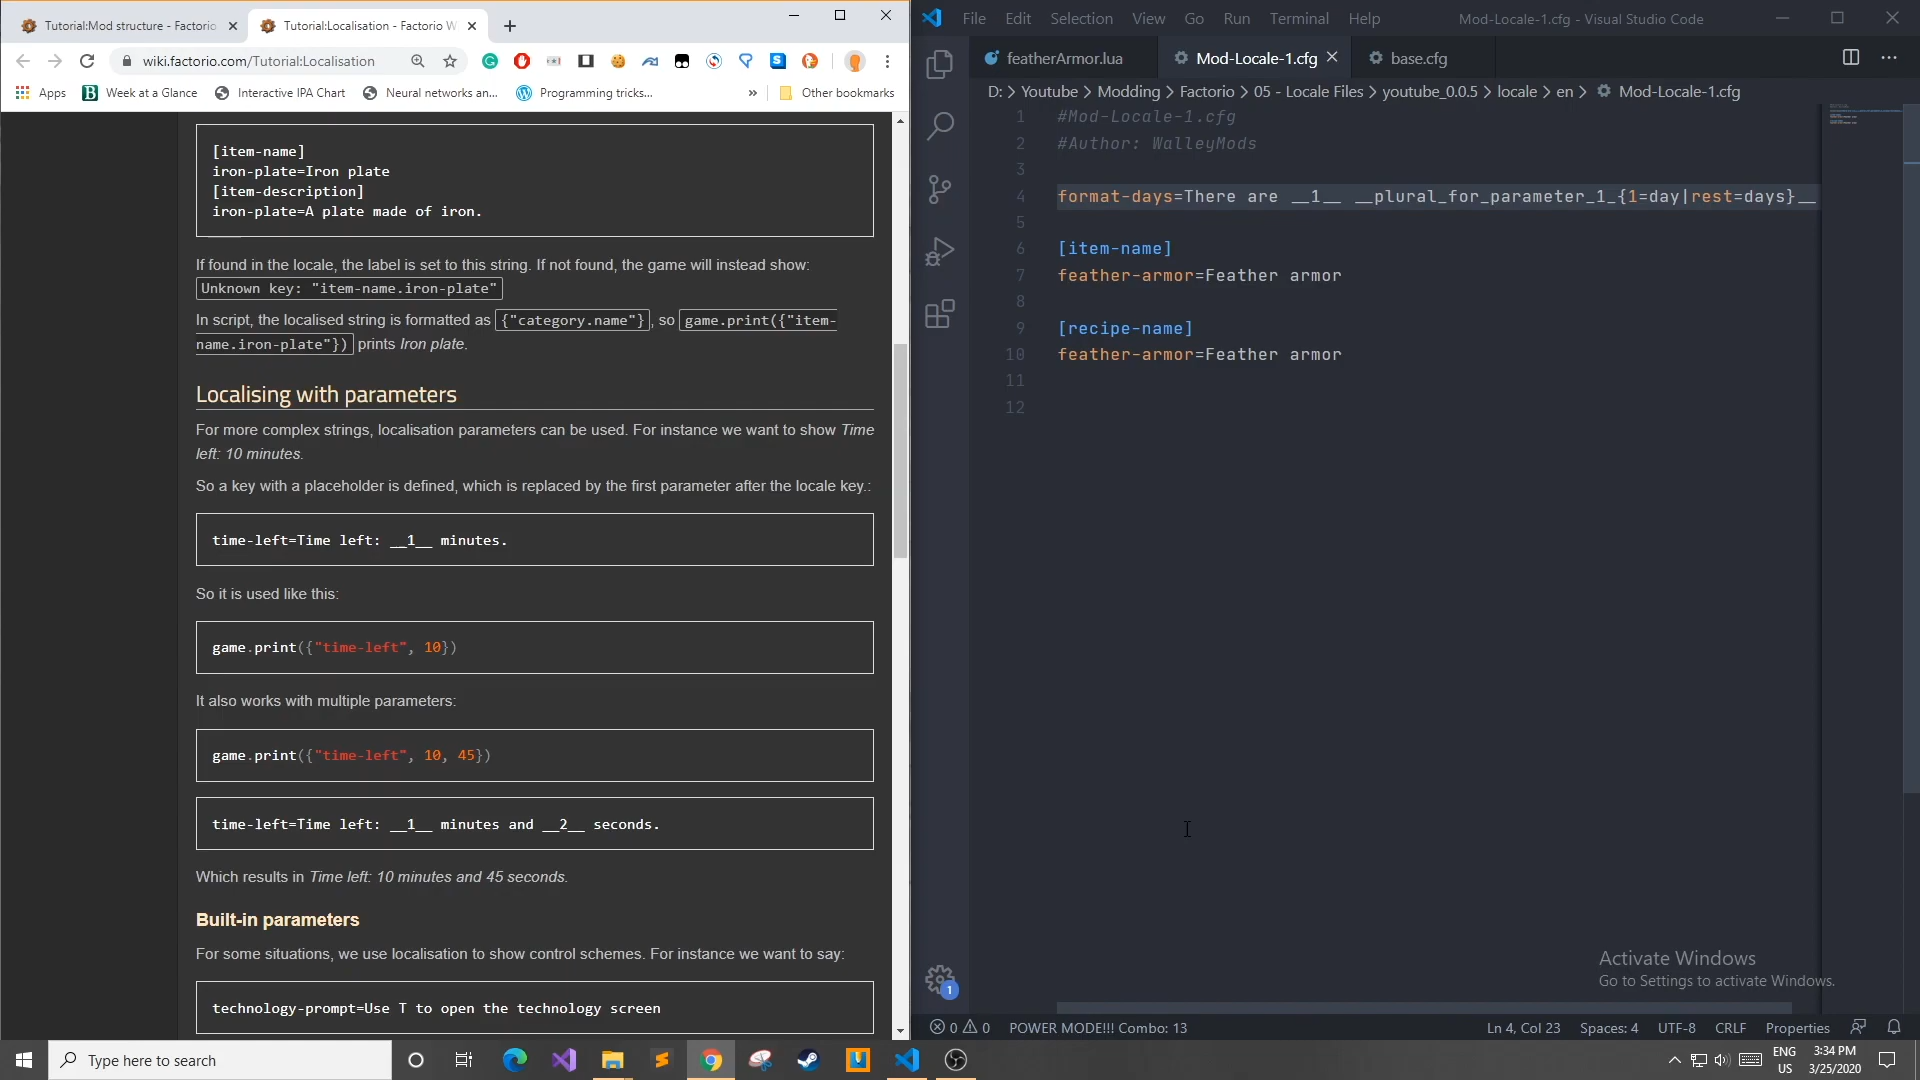 Tutorial:Mod structure - Factorio
Tutorial:Localisation - Factorio W
wiki.factorio.com/Tutorial:Localisation
Apps
Week at a Glance
Interactive IPA Chart
Neural networks an...
Programming tricks...
»
Other bookmarks
[item-name]
iron-plate=Iron plate
[item-description]
iron-plate=A plate made of iron.
If found in the locale, the label is set to this string. If not found, the game will instead show:
Unknown key: "item-name.iron-plate"
In script, the localised string is formatted as {"category.name"}, so game.print({"item-
name.iron-plate"}) prints Iron plate.
Localising with parameters
For more complex strings, localisation parameters can be used. For instance we want to show Time
left: 10 minutes.
So a key with a placeholder is defined, which is replaced by the first parameter after the locale key.:
time-left=Time left: __1__ minutes.
So it is used like this:
game.print({"time-left", 10})
It also works with multiple parameters:
game.print({"time-left", 10, 45})
time-left=Time left: __1__ minutes and __2__ seconds.
Which results in Time left: 10 minutes and 45 seconds.
Built-in parameters
For some situations, we use localisation to show control schemes. For instance we want to say:
technology-prompt=Use T to open the technology screen
File Edit Selection View Go Run Terminal Help
Mod-Locale-1.cfg - Visual Studio Code
featherArmor.lua
Mod-Locale-1.cfg
base.cfg
D: > Youtube > Modding > Factorio > 05 - Locale Files > youtube_0.0.5 > locale > en > Mod-Locale-1.cfg
1 #Mod-Locale-1.cfg
2 #Author: WalleyMods
3
4 format-days=There are __1__ __plural_for_parameter_1_{1=day|rest=days}__
5
6 [item-name]
7 feather-armor=Feather armor
8
9 [recipe-name]
10 feather-armor=Feather armor
11
12
Activate Windows
Go to Settings to activate Windows.
1
0 0 POWER MODE!!! Combo: 13
Ln 4, Col 23 Spaces: 4 UTF-8 CRLF Properties
Type here to search
ENG
US
3:34 PM
3/25/2020